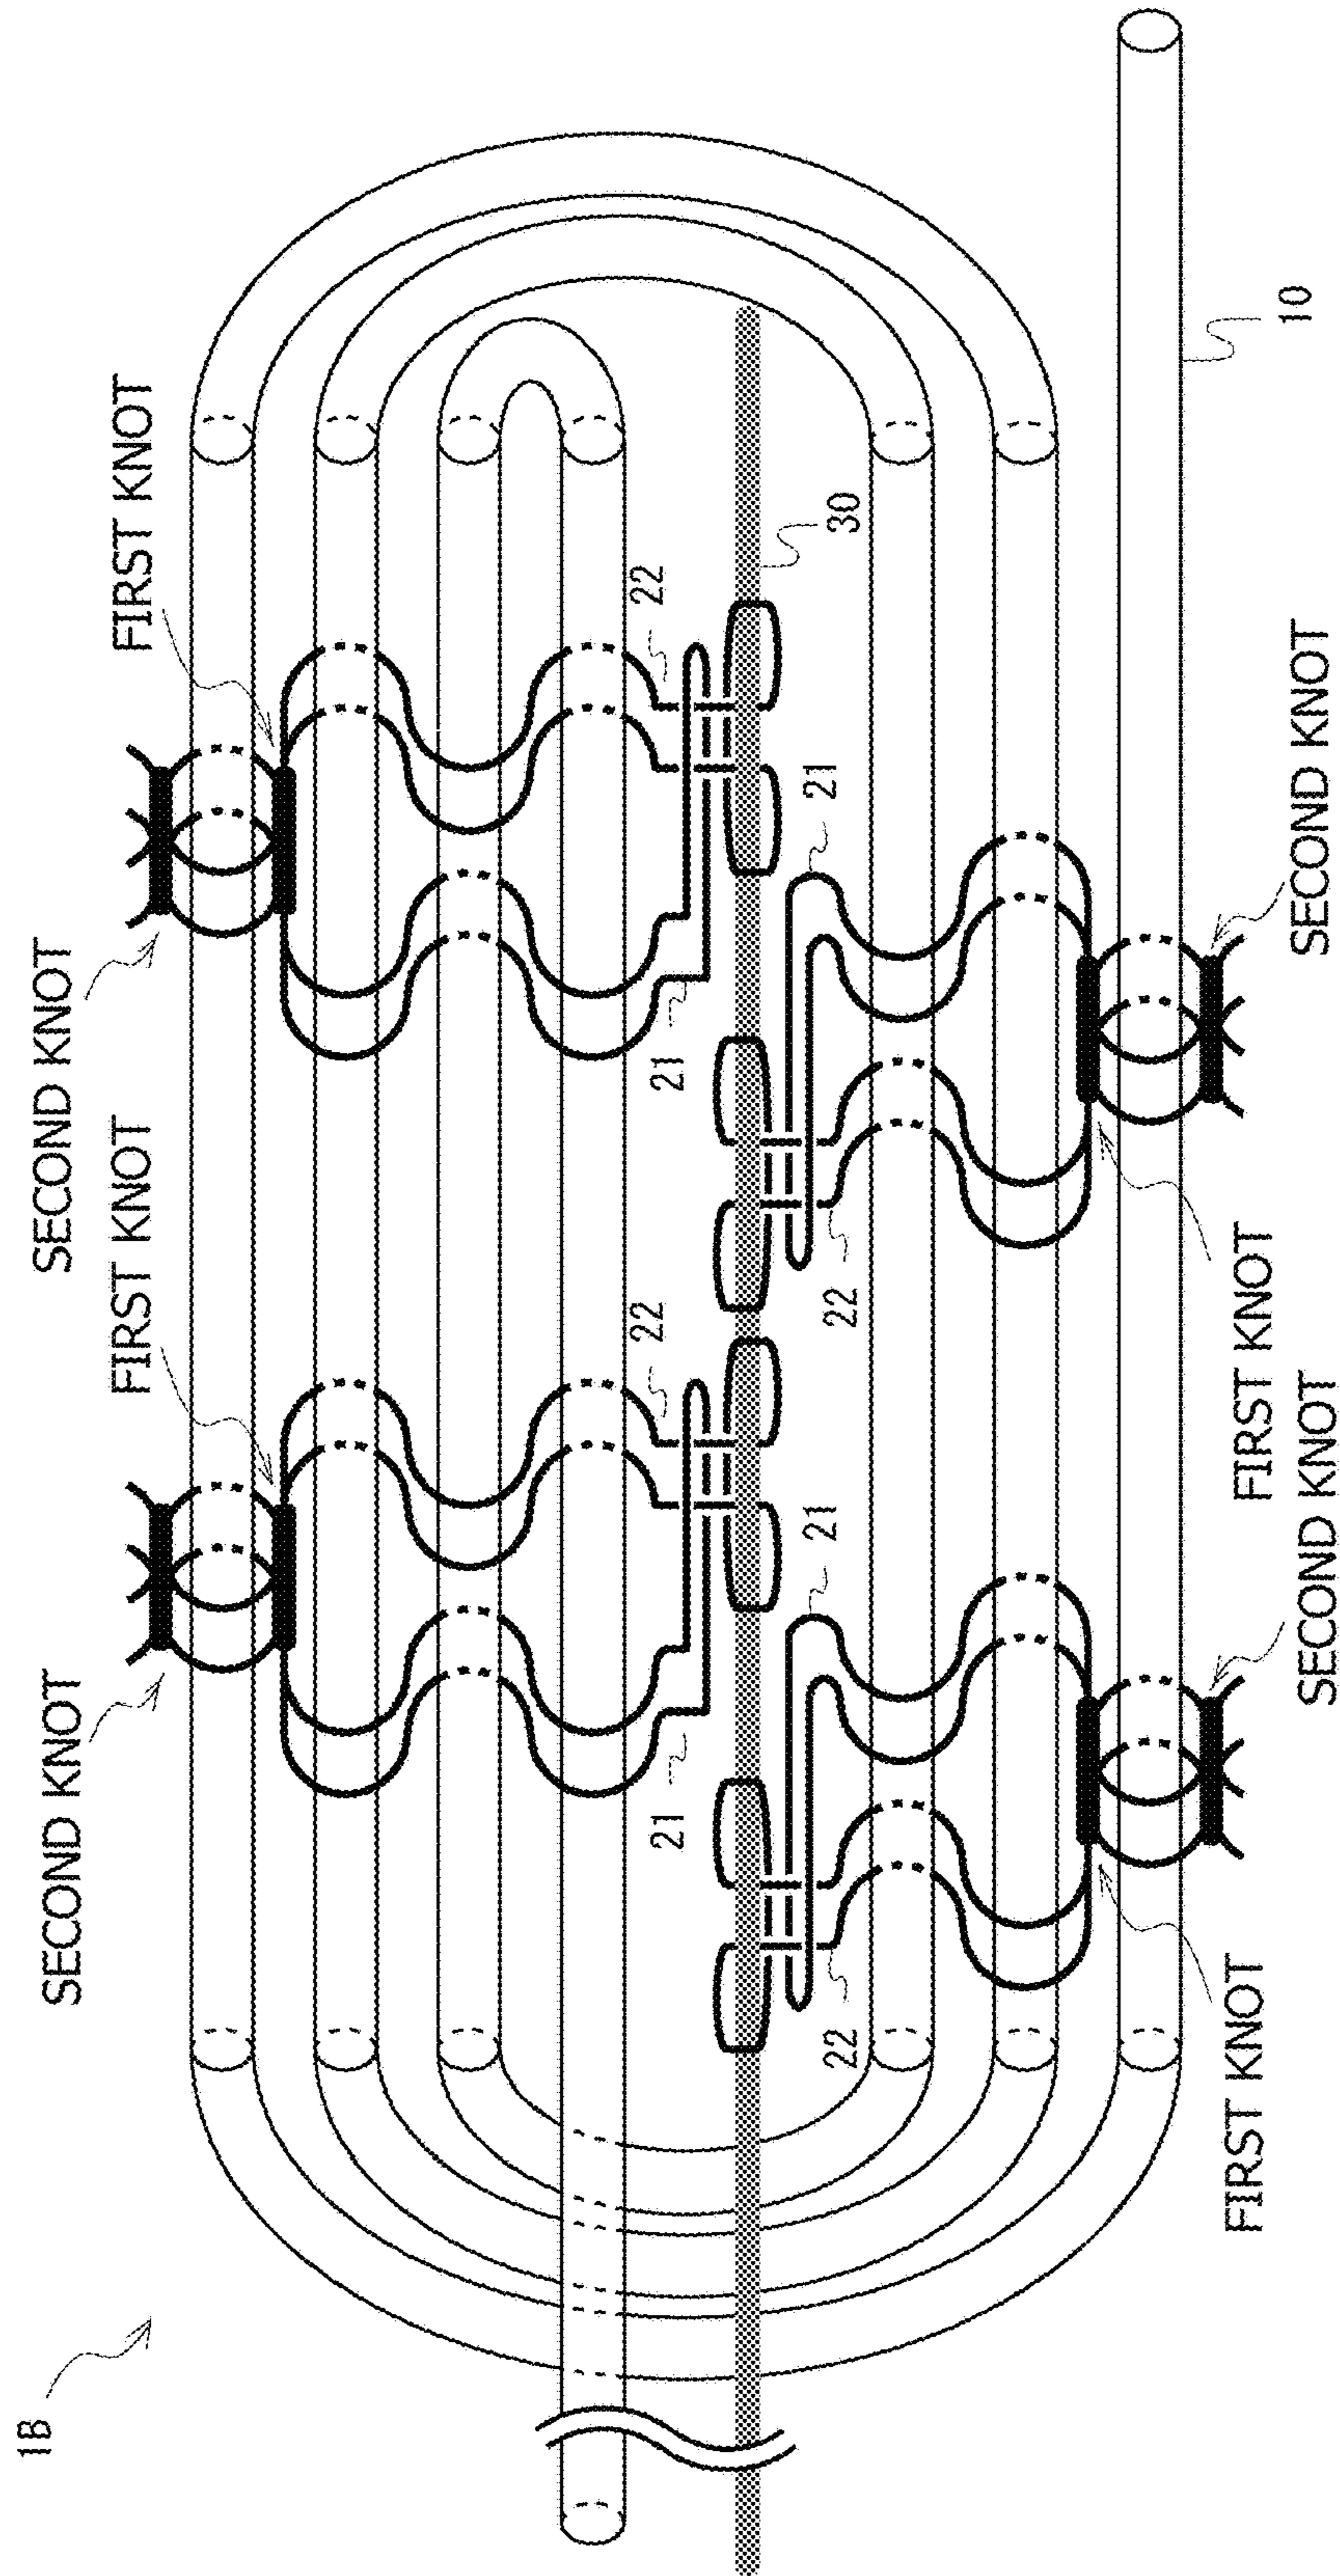 1B
SECOND KNOT
FIRST KNOT
SECOND KNOT
FIRST KNOT
22
22
21
21
21
21
30
22
22
10
FIRST KNOT
FIRST KNOT
SECOND KNOT
SECOND KNOT